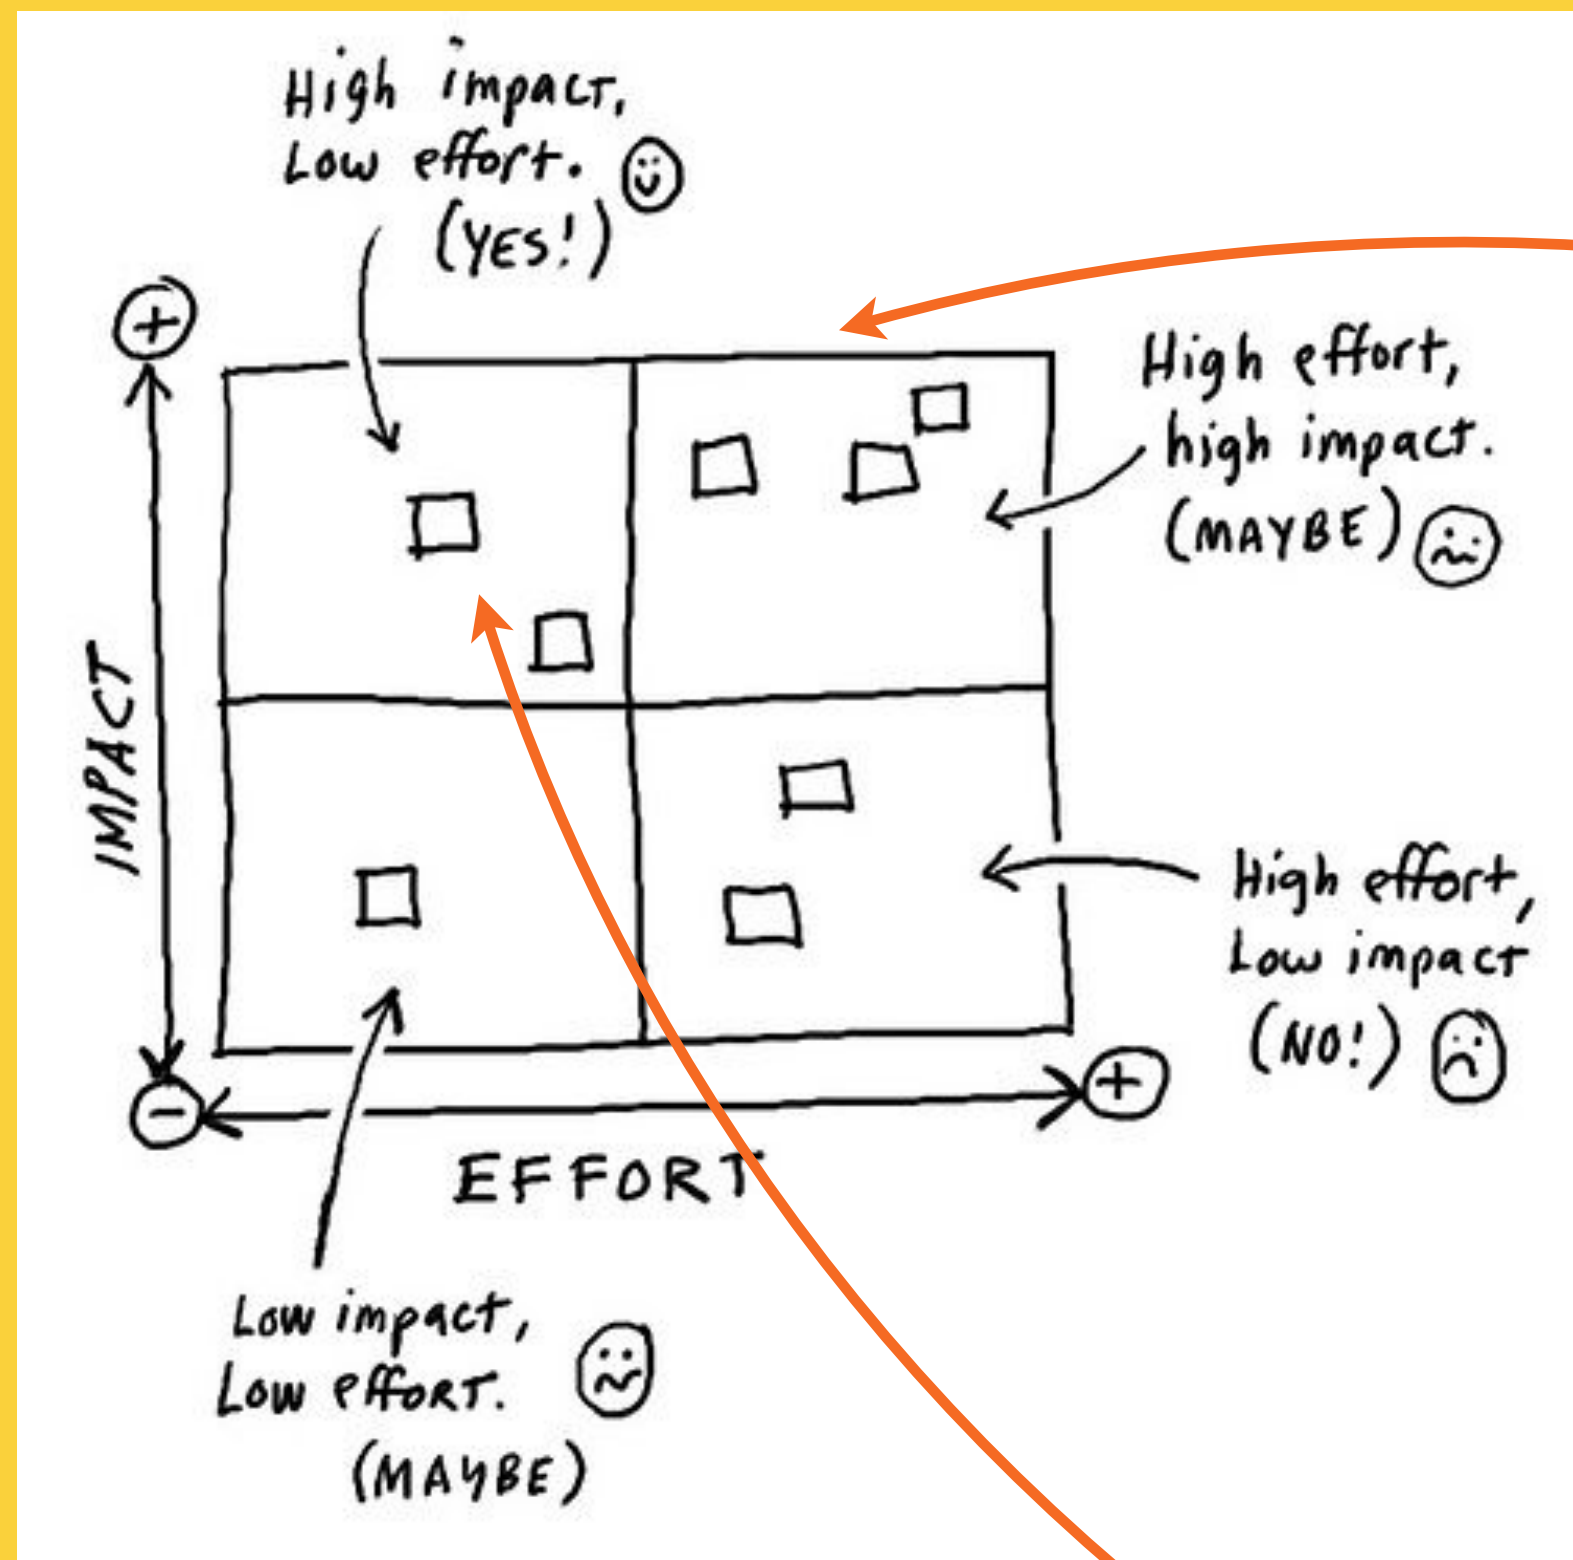 High impact,
Low effort.
(YES!)
+
High effort,
high impact.
(MAYBE)
IMPACT
High effort,
Low impact
(NO!)
-
+
EFFORT
Low impact,
Low effort.
(MAYBE)